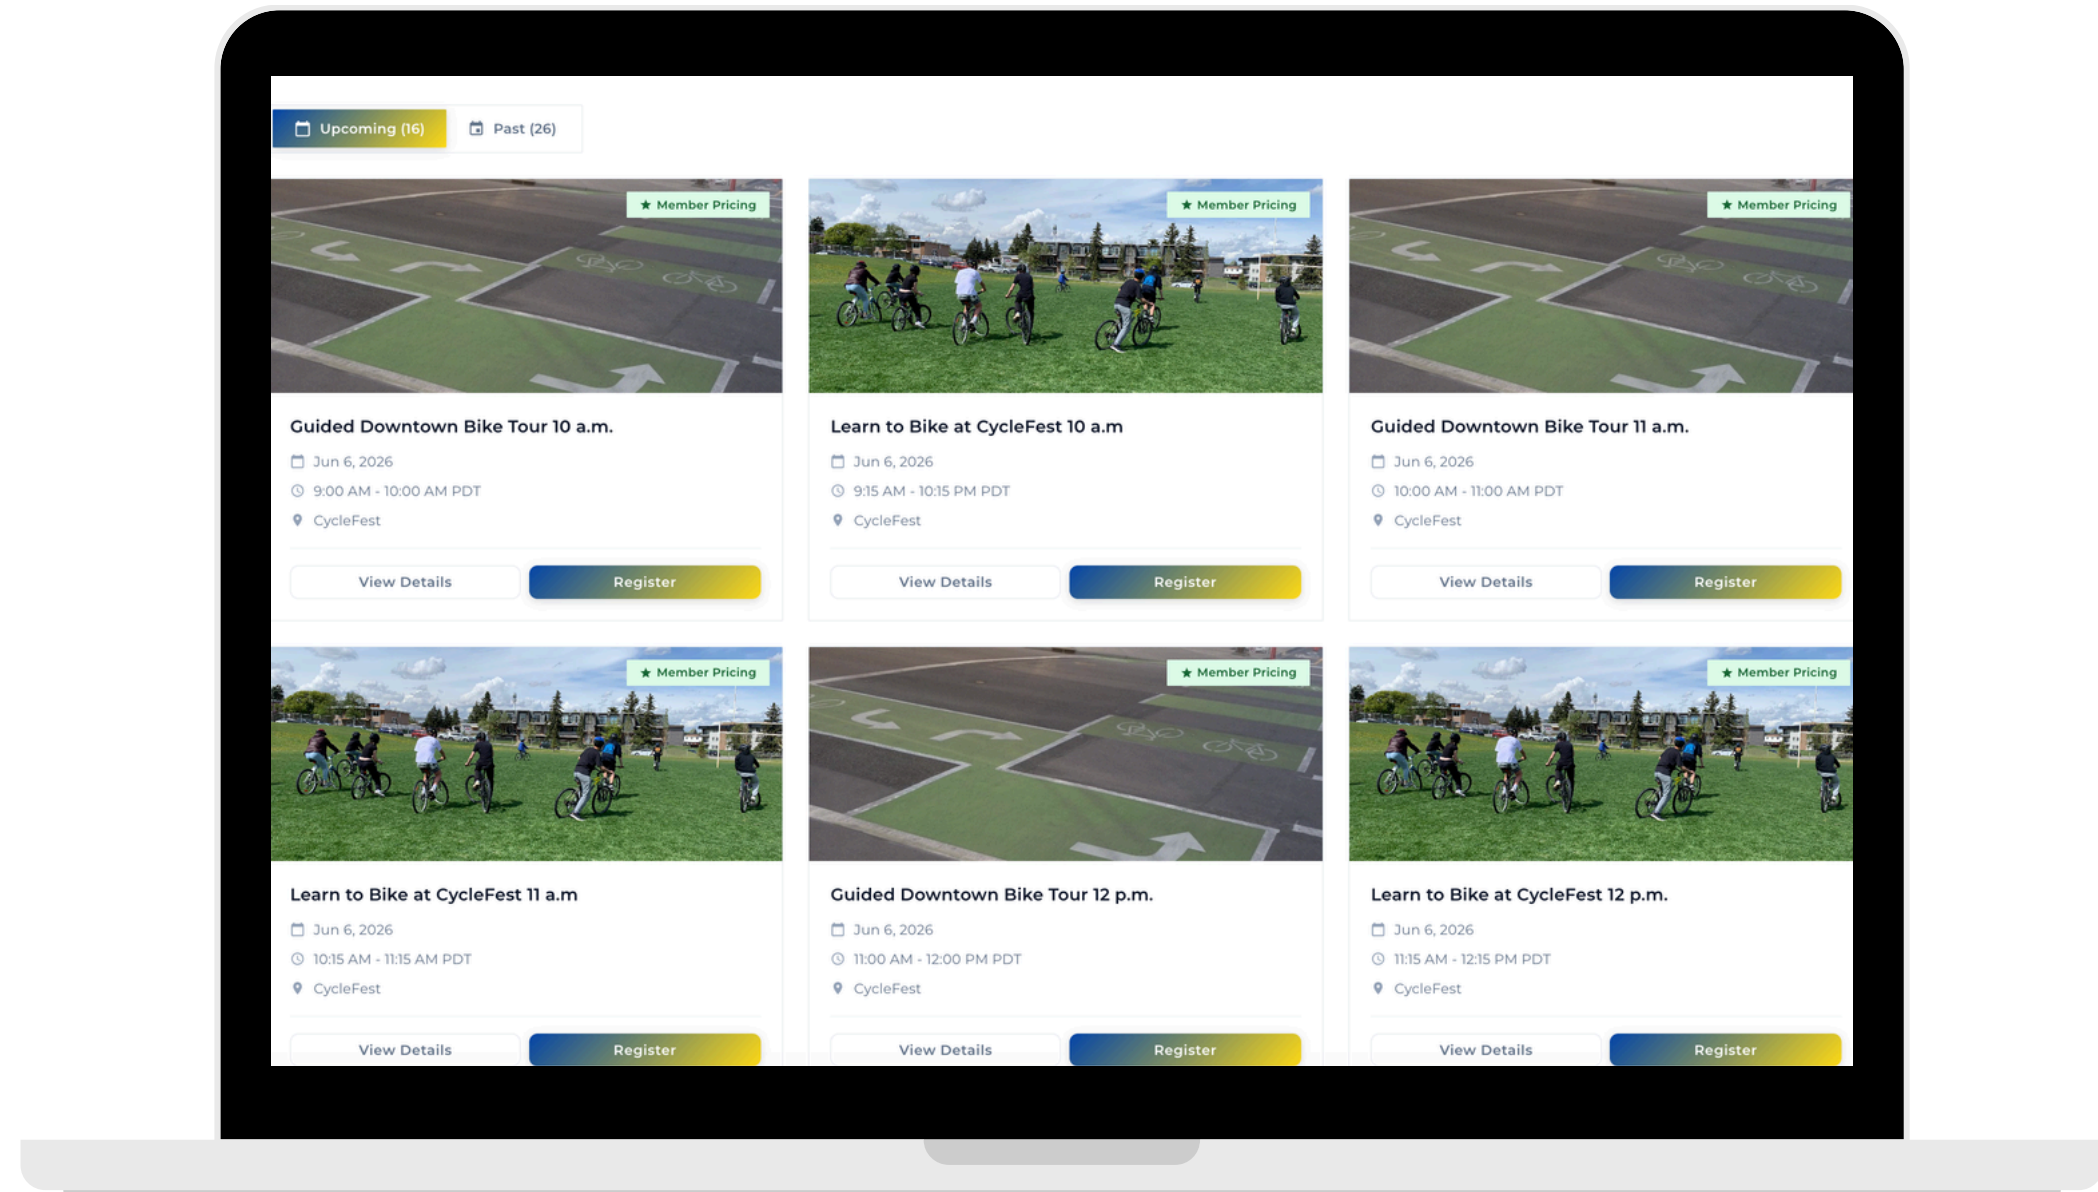 Upcoming (16) Past (26)
★ Member Pricing
Guided Downtown Bike Tour 10 a.m.
Jun 6, 2026
9:00 AM - 10:00 AM PDT
CycleFest
View Details Register
★ Member Pricing
Learn to Bike at CycleFest 10 a.m
Jun 6, 2026
9:15 AM - 10:15 PM PDT
CycleFest
View Details Register
★ Member Pricing
Guided Downtown Bike Tour 11 a.m.
Jun 6, 2026
10:00 AM - 11:00 AM PDT
CycleFest
View Details Register
★ Member Pricing
Learn to Bike at CycleFest 11 a.m
Jun 6, 2026
10:15 AM - 11:15 AM PDT
CycleFest
View Details Register
★ Member Pricing
Guided Downtown Bike Tour 12 p.m.
Jun 6, 2026
11:00 AM - 12:00 PM PDT
CycleFest
View Details Register
★ Member Pricing
Learn to Bike at CycleFest 12 p.m.
Jun 6, 2026
11:15 AM - 12:15 PM PDT
CycleFest
View Details Register